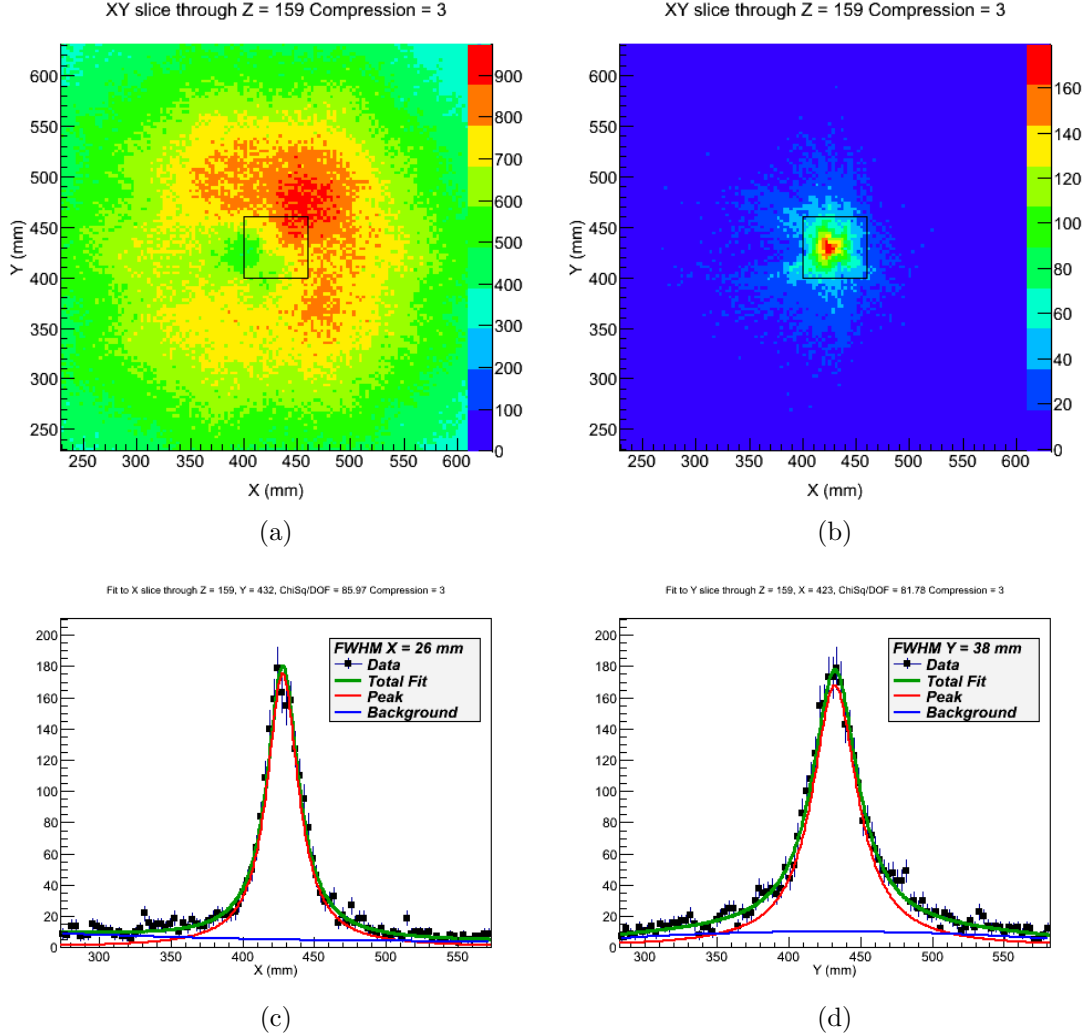 XY slice through Z = 159 Compression = 3
Y (mm)
600
550
500
450
400
350
300
250
250 300 350 400 450 500 550 600
X (mm)
900
800
700
600
500
400
300
200
100
0
(a)
XY slice through Z = 159 Compression = 3
Y (mm)
600
550
500
450
400
350
300
250
250 300 350 400 450 500 550 600
X (mm)
160
140
120
100
80
60
40
20
0
(b)
Fit to X slice through Z = 159, Y = 432, ChiSq/DOF = 85.97 Compression = 3
200
180
160
140
120
100
80
60
40
20
0
FWHM X = 26 mm
Data
Total Fit
Peak
Background
300 350 400 450 500 550
X (mm)
(c)
Fit to Y slice through Z = 159, X = 423, ChiSq/DOF = 81.78 Compression = 3
200
180
160
140
120
100
80
60
40
20
0
FWHM Y = 38 mm
Data
Total Fit
Peak
Background
300 350 400 450 500 550
Y (mm)
(d)